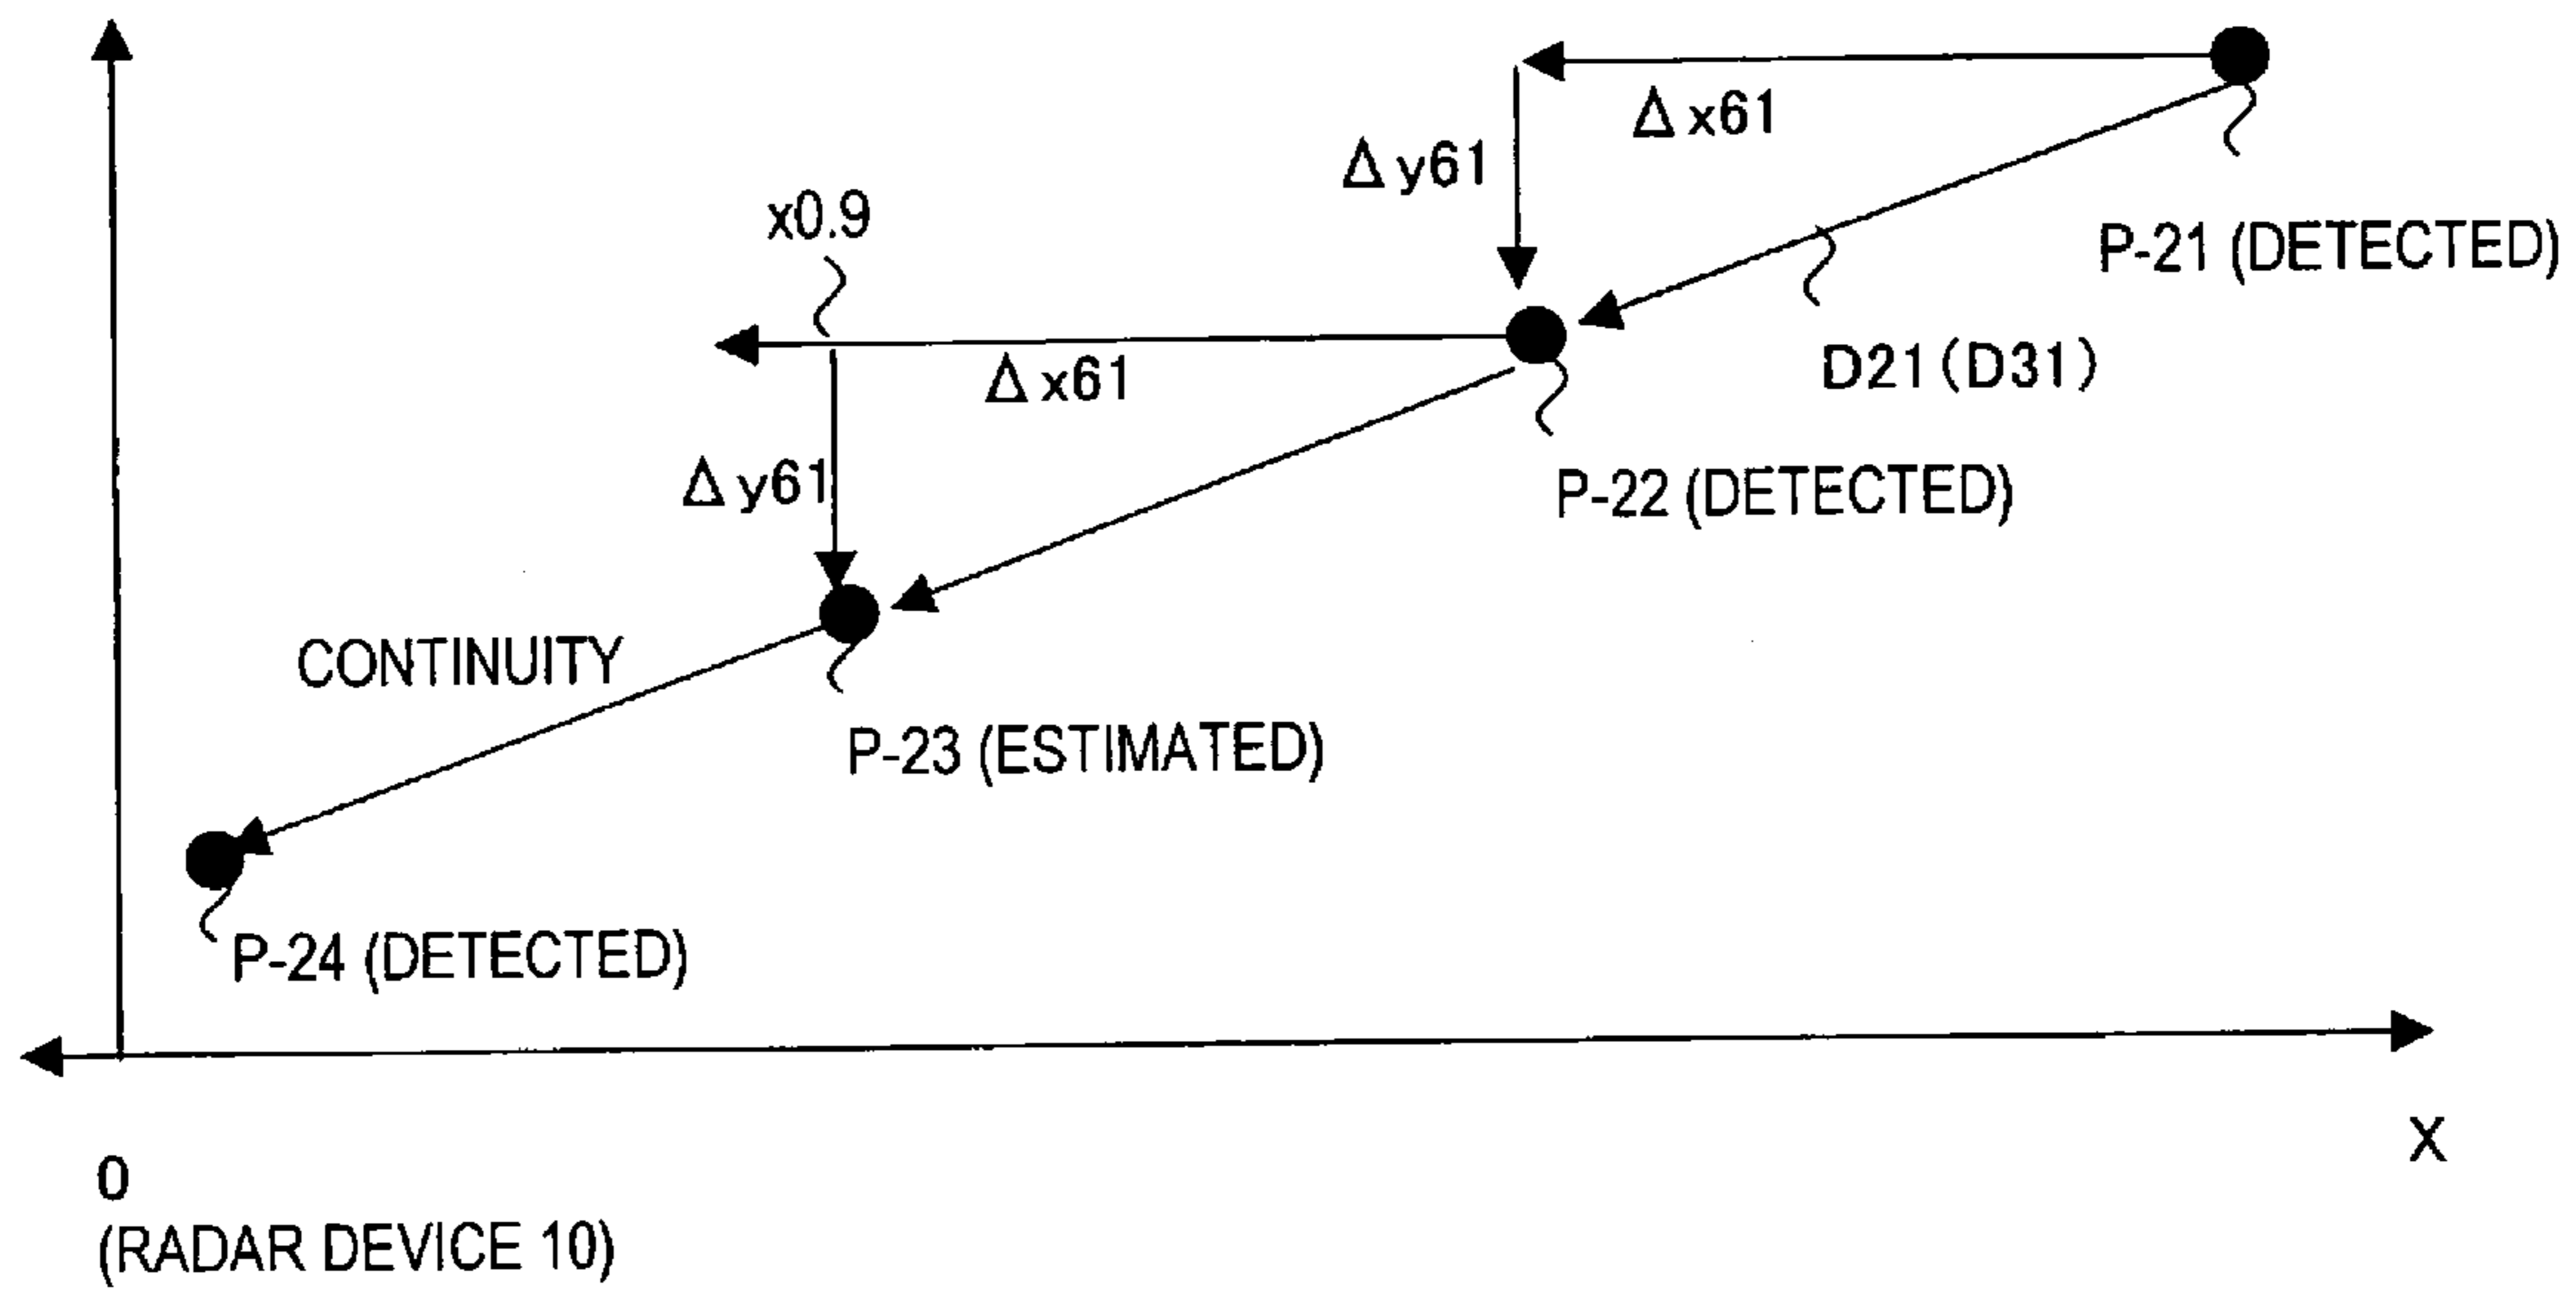 Δx61
Δy61
x0.9
P-21 (DETECTED)
D21(D31)
Δx61
Δy61
P-22 (DETECTED)
CONTINUITY
P-23 (ESTIMATED)
P-24 (DETECTED)
X
0
(RADAR DEVICE 10)